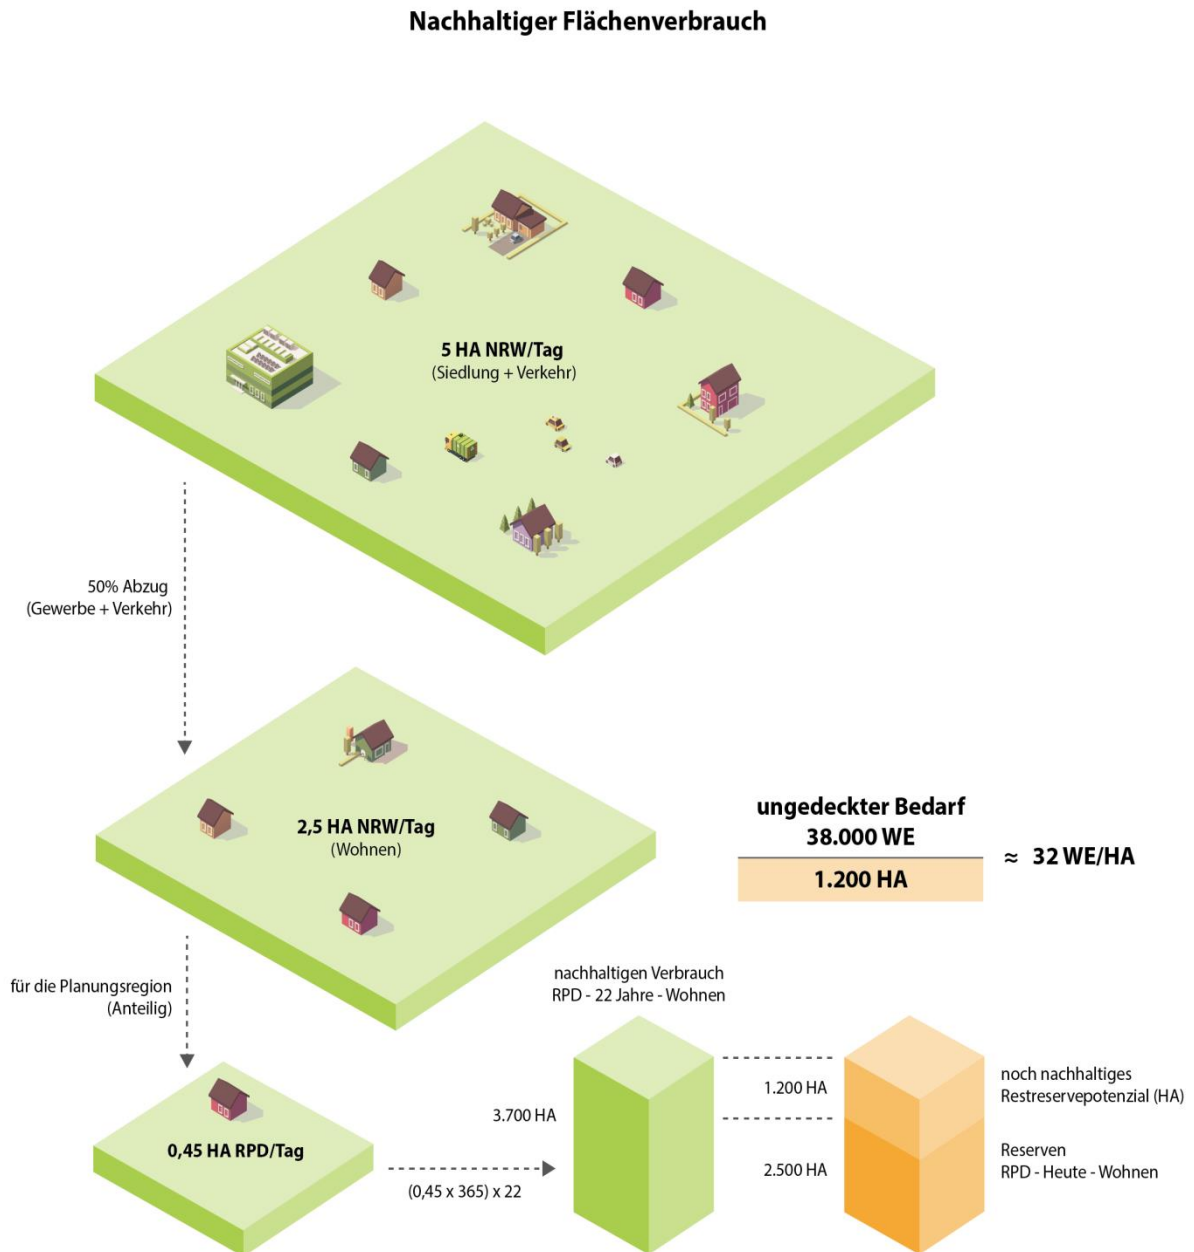 Nachhaltiger Flächenverbrauch
5 HA NRW/Tag
(Siedlung + Verkehr)
50% Abzug
(Gewerbe + Verkehr)
2,5 HA NRW/Tag
(Wohnen)
ungedeckter Bedarf
38.000 WE
1.200 HA
≈ 32 WE/HA
für die Planungsregion
(Anteilig)
0,45 HA RPD/Tag
(0,45 x 365) x 22
nachhaltigen Verbrauch
RPD - 22 Jahre - Wohnen
3.700 HA
1.200 HA
2.500 HA
noch nachhaltiges
Restreservepotenzial (HA)
Reserven
RPD - Heute - Wohnen